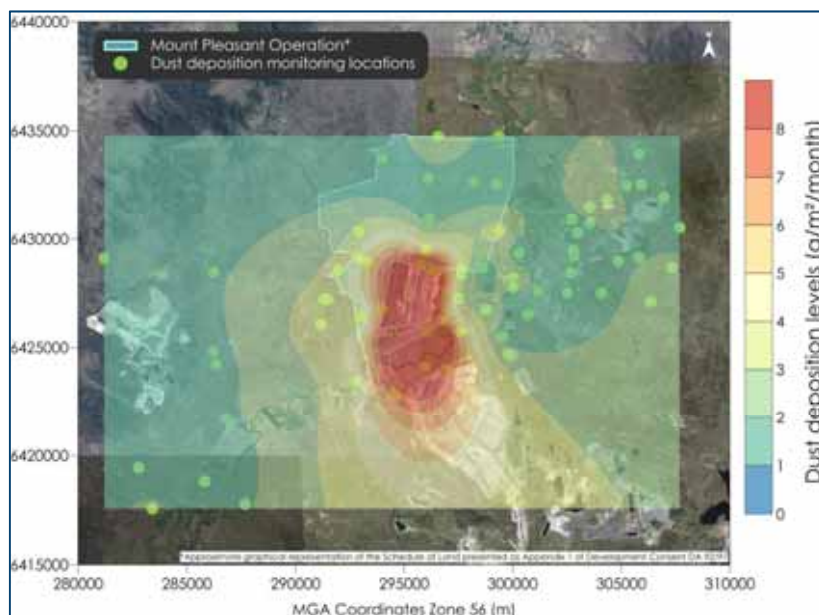 6440000
Mount Pleasant Operation*
Dust deposition monitoring locations
6435000
6430000
6425000
6420000
6415000
*Approximate graphical representation of the Schedule of Land presented as Appendix 1 of Development Consent DA 92/97
280000 285000 290000 295000 300000 305000 310000
MGA Coordinates Zone 56 (m)
8
7
6
5
4
3
2
1
0
Dust deposition levels (g/m²/month)